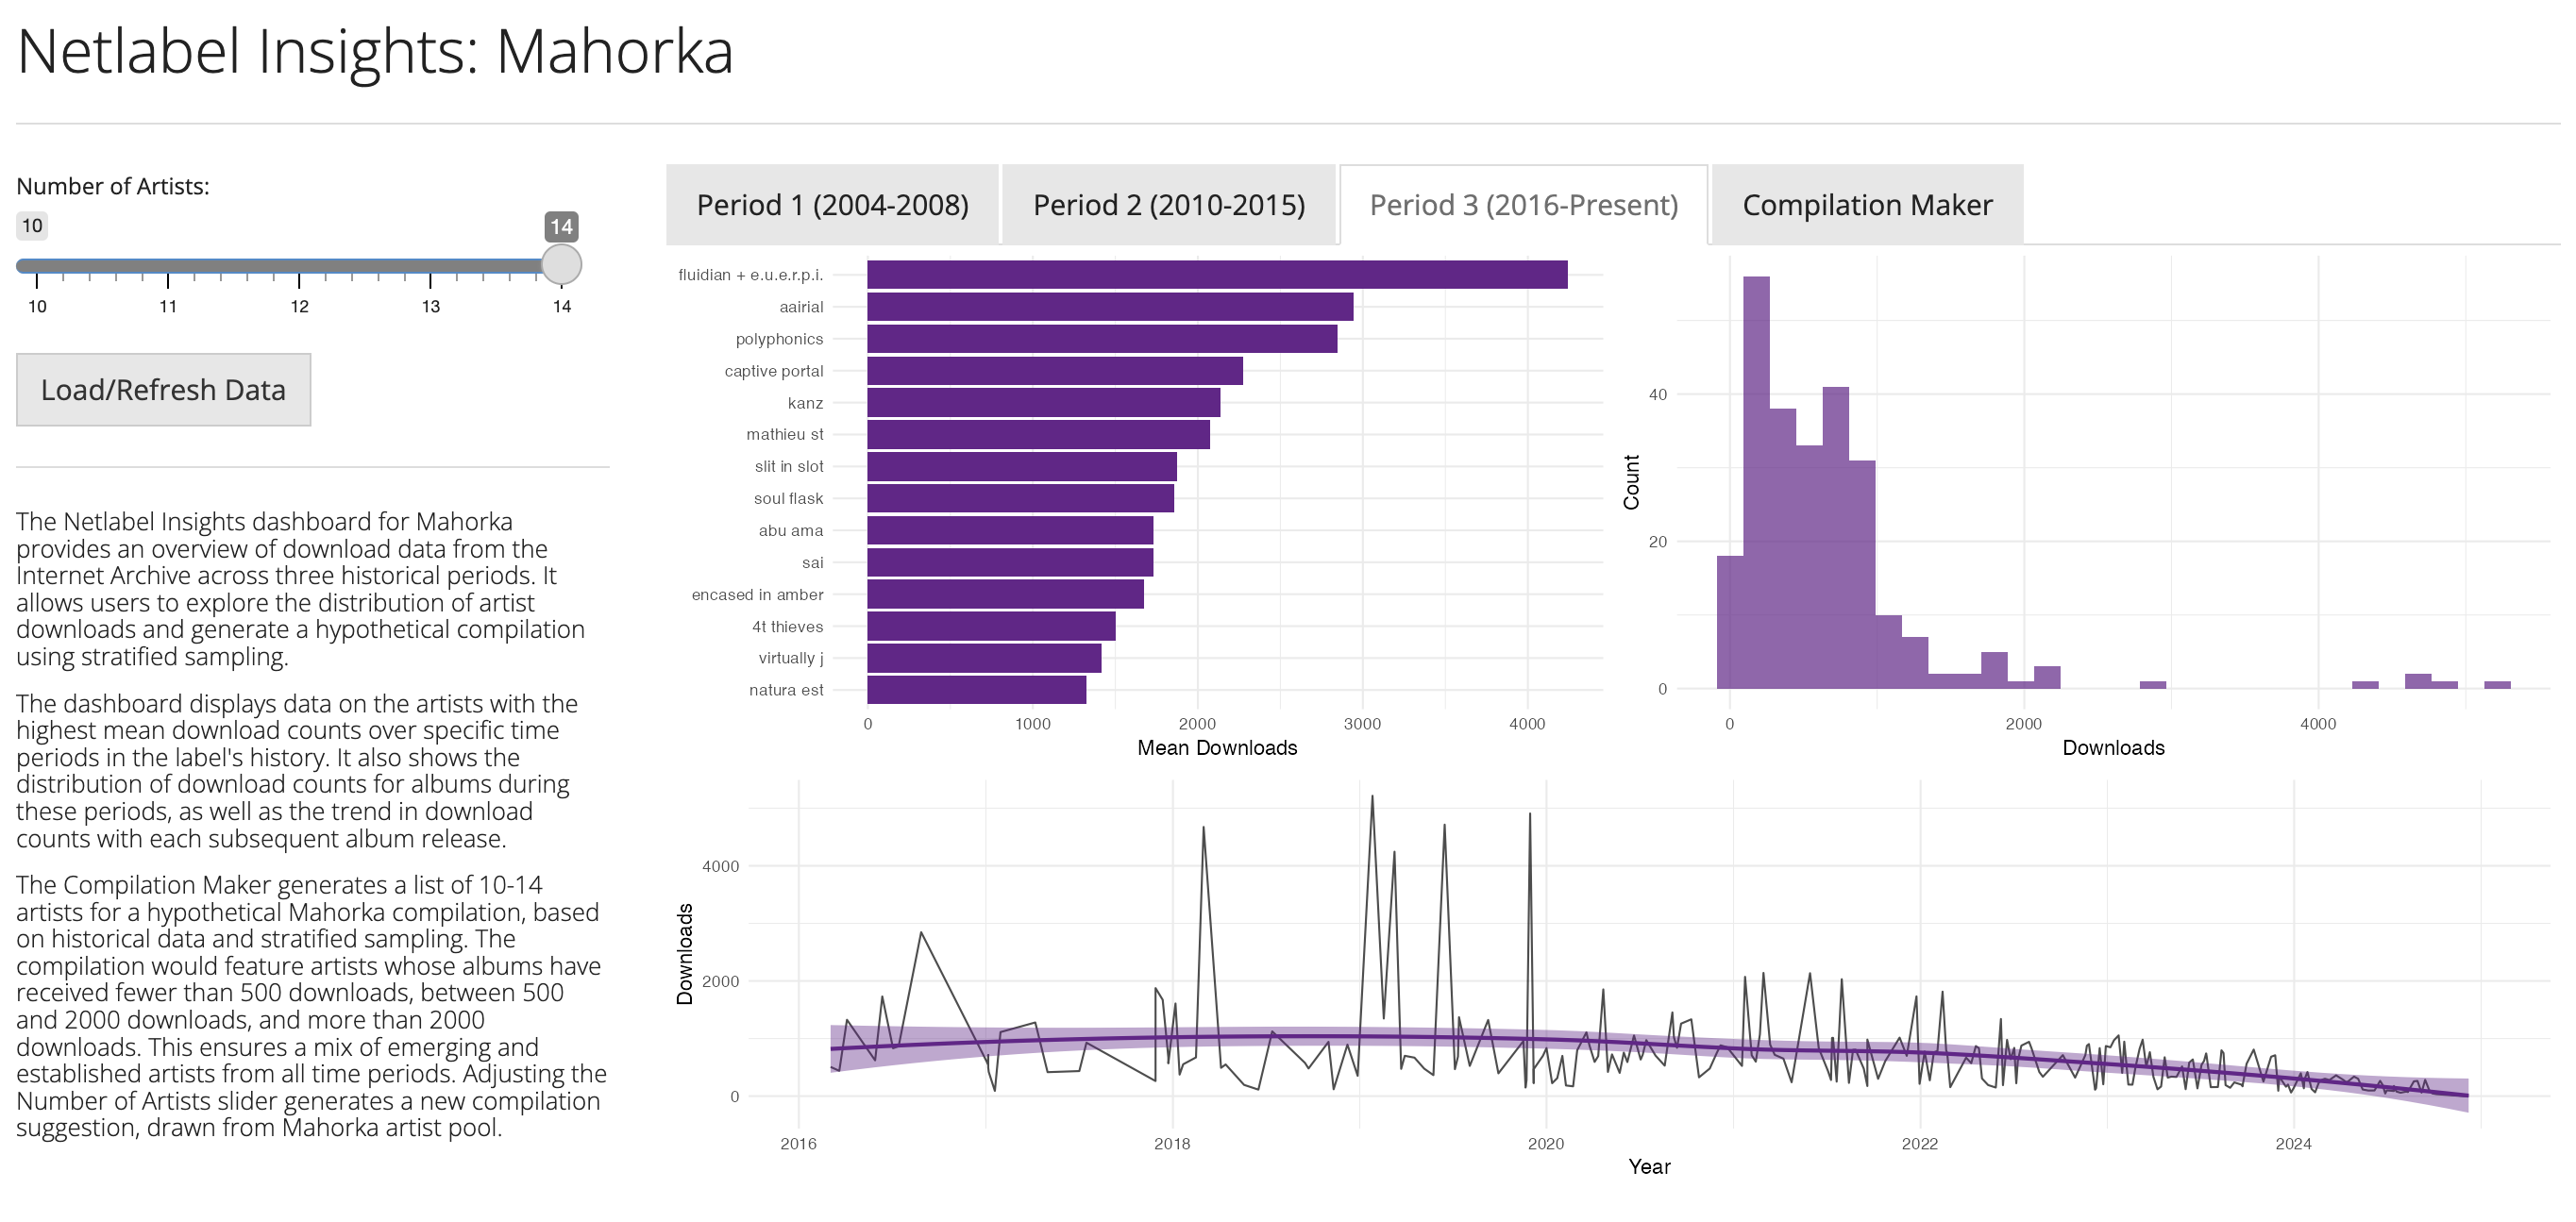 Netlabel Insights: Mahorka
Number of Artists:
10
14
10 11 12 13 14
Load/Refresh Data
The Netlabel Insights dashboard for Mahorka
provides an overview of download data from the
Internet Archive across three historical periods. It
allows users to explore the distribution of artist
downloads and generate a hypothetical compilation
using stratified sampling.
The dashboard displays data on the artists with the
highest mean download counts over specific time
periods in the label's history. It also shows the
distribution of download counts for albums during
these periods, as well as the trend in download
counts with each subsequent album release.
The Compilation Maker generates a list of 10-14
artists for a hypothetical Mahorka compilation, based
on historical data and stratified sampling. The
compilation would feature artists whose albums have
received fewer than 500 downloads, between 500
and 2000 downloads, and more than 2000
downloads. This ensures a mix of emerging and
established artists from all time periods. Adjusting the
Number of Artists slider generates a new compilation
suggestion, drawn from Mahorka artist pool.
Period 1 (2004-2008)
Period 2 (2010-2015)
Period 3 (2016-Present)
Compilation Maker
fluidian + e.u.e.r.p.i.
aairial
polyphonics
captive portal
kanz
mathieu st
slit in slot
soul flask
abu ama
sai
encased in amber
4t thieves
virtually j
natura est
0 1000 2000 3000 4000
Mean Downloads
Count
40
20
0
0 2000 4000
Downloads
Downloads
4000
2000
0
2016 2018 2020 2022 2024
Year